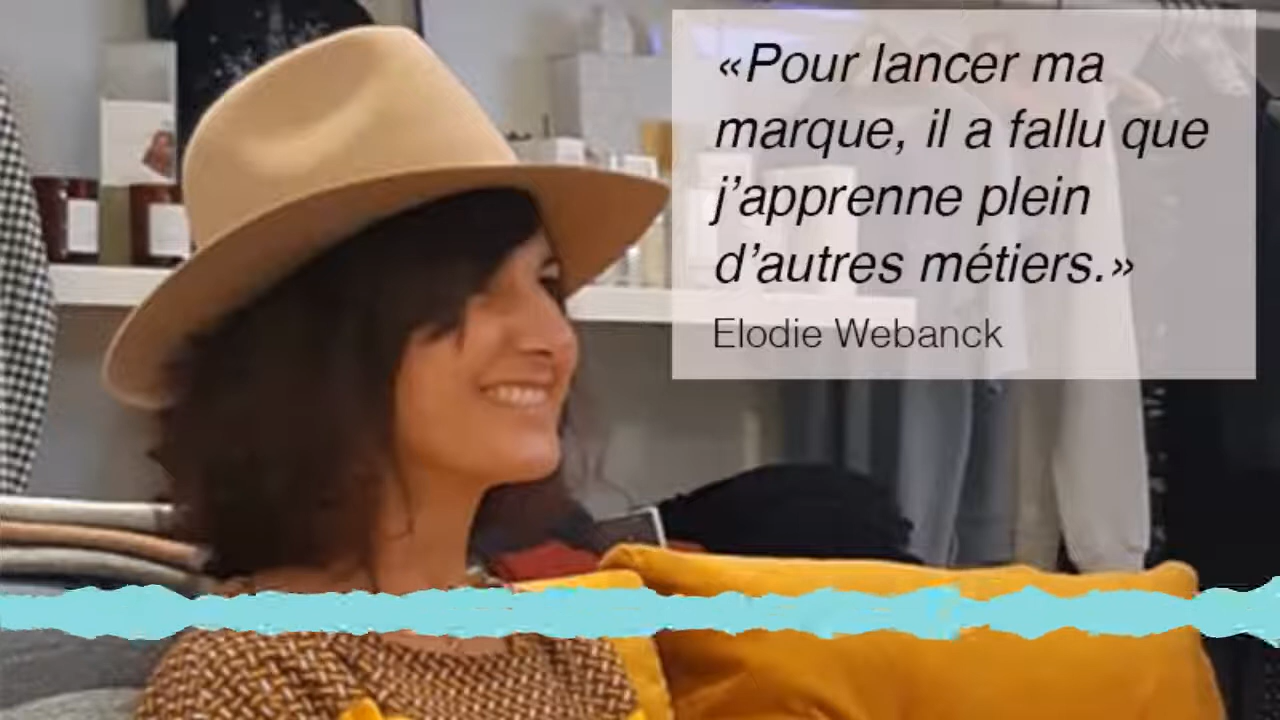 «Pour lancer ma
marque, il a fallu que
j’apprenne plein
d’autres métiers.»
Elodie Webanck